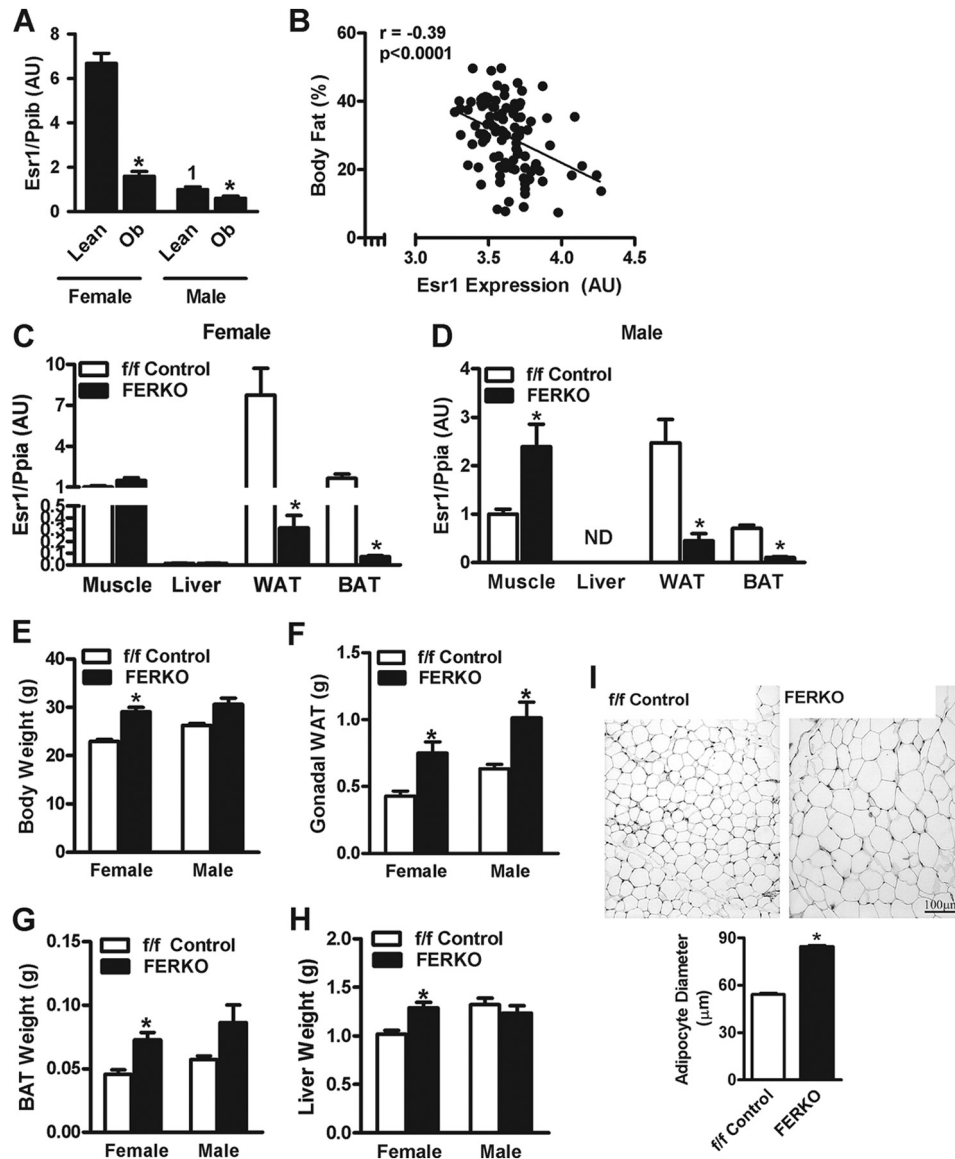 A
Esr1/Ppib (AU)
8
6
4
2
0
*
1
*
Lean
Ob
Lean
Ob
Female
Male
B
r = -0.39
p<0.0001
Body Fat (%)
60
40
20
0
3.0
3.5
4.0
4.5
Esr1 Expression (AU)
C
Female
f/f Control
FERKO
Esr1/Ppia (AU)
10
7
4
1
0.5
0.4
0.3
0.2
0.1
0.0
*
*
Muscle
Liver
WAT
BAT
D
Male
f/f Control
FERKO
Esr1/Ppia (AU)
4
3
2
1
0
*
ND
*
*
Muscle
Liver
WAT
BAT
E
f/f Control
FERKO
Body Weight (g)
40
30
20
10
0
*
Female
Male
F
f/f Control
FERKO
Gonadal WAT (g)
1.5
1.0
0.5
0.0
*
*
Female
Male
G
f/f Control
FERKO
BAT Weight (g)
0.15
0.10
0.05
0.00
*
Female
Male
H
f/f Control
FERKO
Liver Weight (g)
2.0
1.5
1.0
0.5
0.0
*
Female
Male
I
f/f Control
FERKO
100µm
Adipocyte Diameter
(µm)
90
60
30
0
*
f/f Control
FERKO